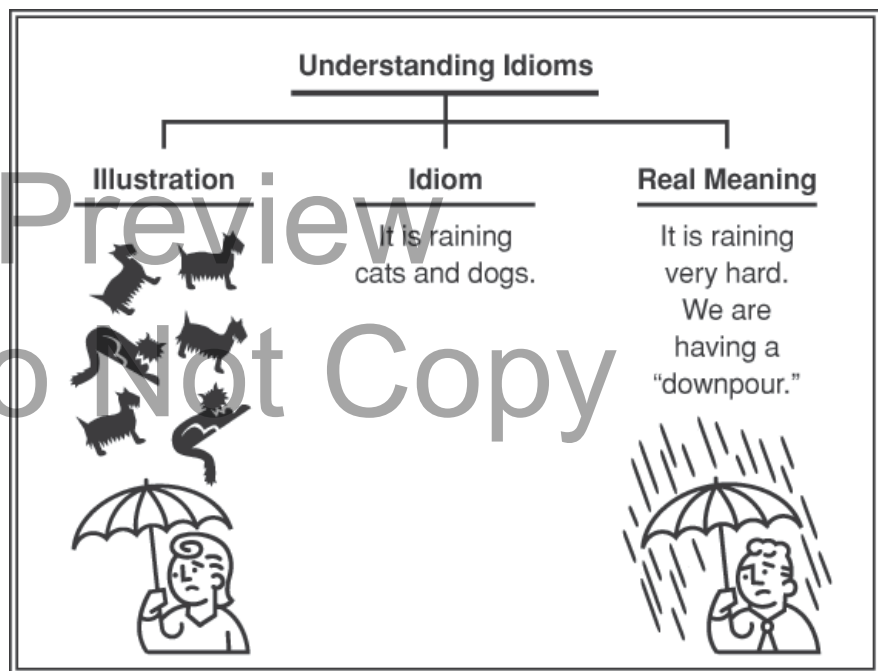 Understanding Idioms
Illustration
Idiom
It is raining
cats and dogs.
Real Meaning
It is raining
very hard.
We are
having a
“downpour.”
Preview
o Not Copy